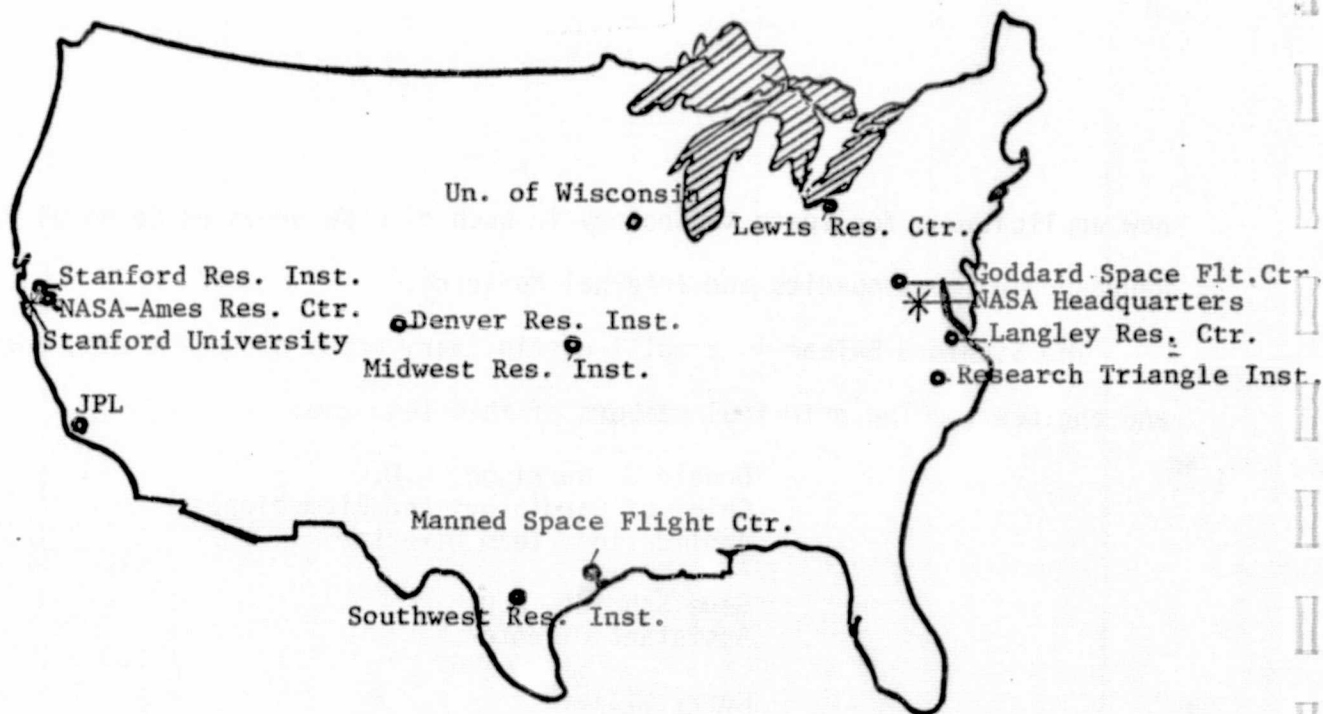 Un. of Wisconsin
Lewis Res. Ctr.
Stanford Res. Inst.
Goddard Space Flt.Ctr.
NASA-Ames Res. Ctr.
NASA Headquarters
Stanford University
Denver Res. Inst.
Langley Res. Ctr.
Midwest Res. Inst.
Research Triangle Inst.
JPL
Manned Space Flight Ctr.
Southwest Res. Inst.